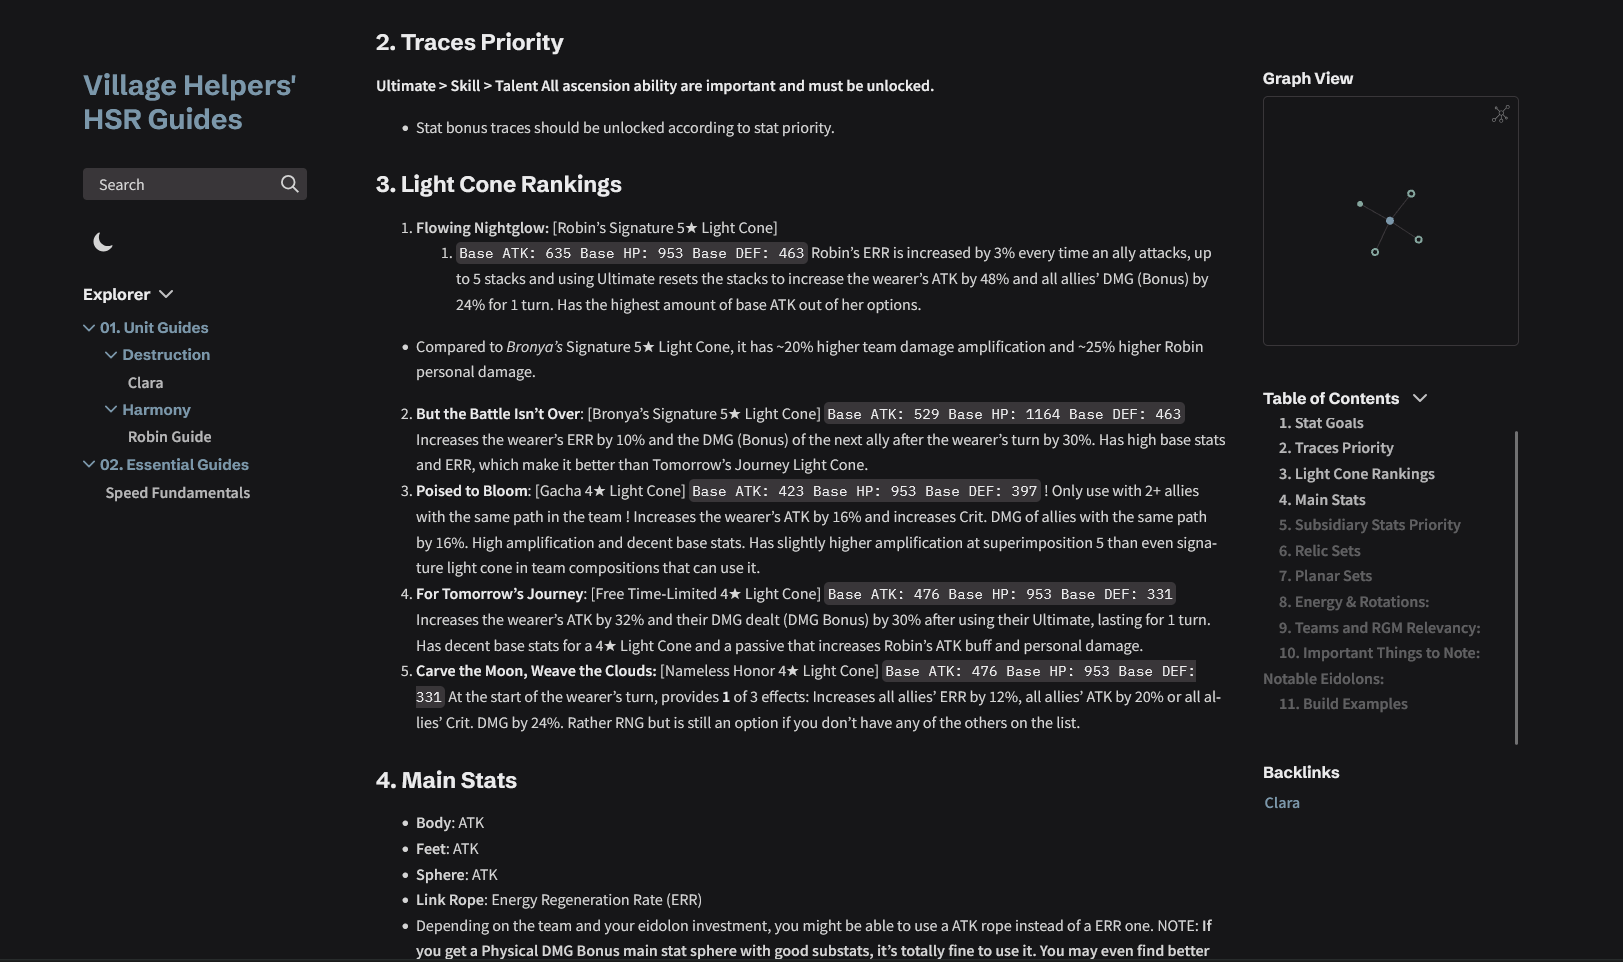 Village Helpers'
HSR Guides
Search
Explorer
01. Unit Guides
Destruction
Clara
Harmony
Robin Guide
02. Essential Guides
Speed Fundamentals
2. Traces Priority
Ultimate > Skill > Talent All ascension ability are important and must be unlocked.
• Stat bonus traces should be unlocked according to stat priority.
3. Light Cone Rankings
1. Flowing Nightglow: [Robin’s Signature 5★ Light Cone]
1. Base ATK: 635 Base HP: 953 Base DEF: 463 Robin’s ERR is increased by 3% every time an ally attacks, up
to 5 stacks and using Ultimate resets the stacks to increase the wearer’s ATK by 48% and all allies’ DMG (Bonus) by
24% for 1 turn. Has the highest amount of base ATK out of her options.
• Compared to Bronya’s Signature 5★ Light Cone, it has ~20% higher team damage amplification and ~25% higher Robin
personal damage.
2. But the Battle Isn’t Over: [Bronya’s Signature 5★ Light Cone] Base ATK: 529 Base HP: 1164 Base DEF: 463
Increases the wearer’s ERR by 10% and the DMG (Bonus) of the next ally after the wearer’s turn by 30%. Has high base stats
and ERR, which make it better than Tomorrow’s Journey Light Cone.
3. Poised to Bloom: [Gacha 4★ Light Cone] Base ATK: 423 Base HP: 953 Base DEF: 397 ! Only use with 2+ allies
with the same path in the team ! Increases the wearer’s ATK by 16% and increases Crit. DMG of allies with the same path
by 16%. High amplification and decent base stats. Has slightly higher amplification at superimposition 5 than even signa-
ture light cone in team compositions that can use it.
4. For Tomorrow’s Journey: [Free Time-Limited 4★ Light Cone] Base ATK: 476 Base HP: 953 Base DEF: 331
Increases the wearer’s ATK by 32% and their DMG dealt (DMG Bonus) by 30% after using their Ultimate, lasting for 1 turn.
Has decent base stats for a 4★ Light Cone and a passive that increases Robin’s ATK buff and personal damage.
5. Carve the Moon, Weave the Clouds: [Nameless Honor 4★ Light Cone] Base ATK: 476 Base HP: 953 Base DEF:
331 At the start of the wearer’s turn, provides 1 of 3 effects: Increases all allies’ ERR by 12%, all allies’ ATK by 20% or all al-
lies’ Crit. DMG by 24%. Rather RNG but is still an option if you don’t have any of the others on the list.
4. Main Stats
• Body: ATK
• Feet: ATK
• Sphere: ATK
• Link Rope: Energy Regeneration Rate (ERR)
• Depending on the team and your eidolon investment, you might be able to use a ATK rope instead of a ERR one. NOTE: If
you get a Physical DMG Bonus main stat sphere with good substats, it’s totally fine to use it. You may even find better
Graph View
Table of Contents
1. Stat Goals
2. Traces Priority
3. Light Cone Rankings
4. Main Stats
5. Subsidiary Stats Priority
6. Relic Sets
7. Planar Sets
8. Energy & Rotations:
9. Teams and RGM Relevancy:
10. Important Things to Note:
Notable Eidolons:
11. Build Examples
Backlinks
Clara